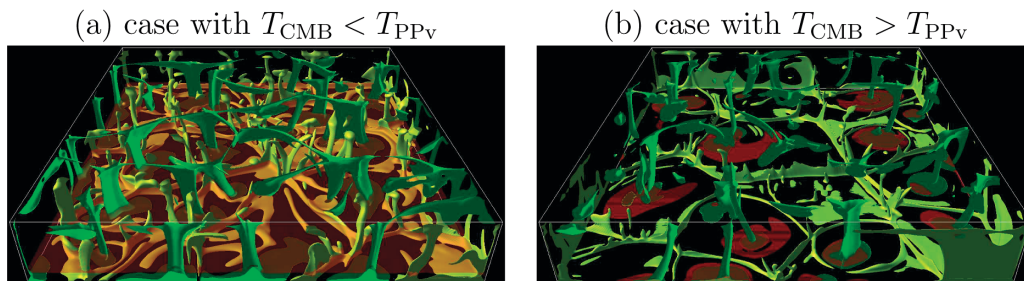 (a) case with T_CMB < T_PPv
(b) case with T_CMB > T_PPv